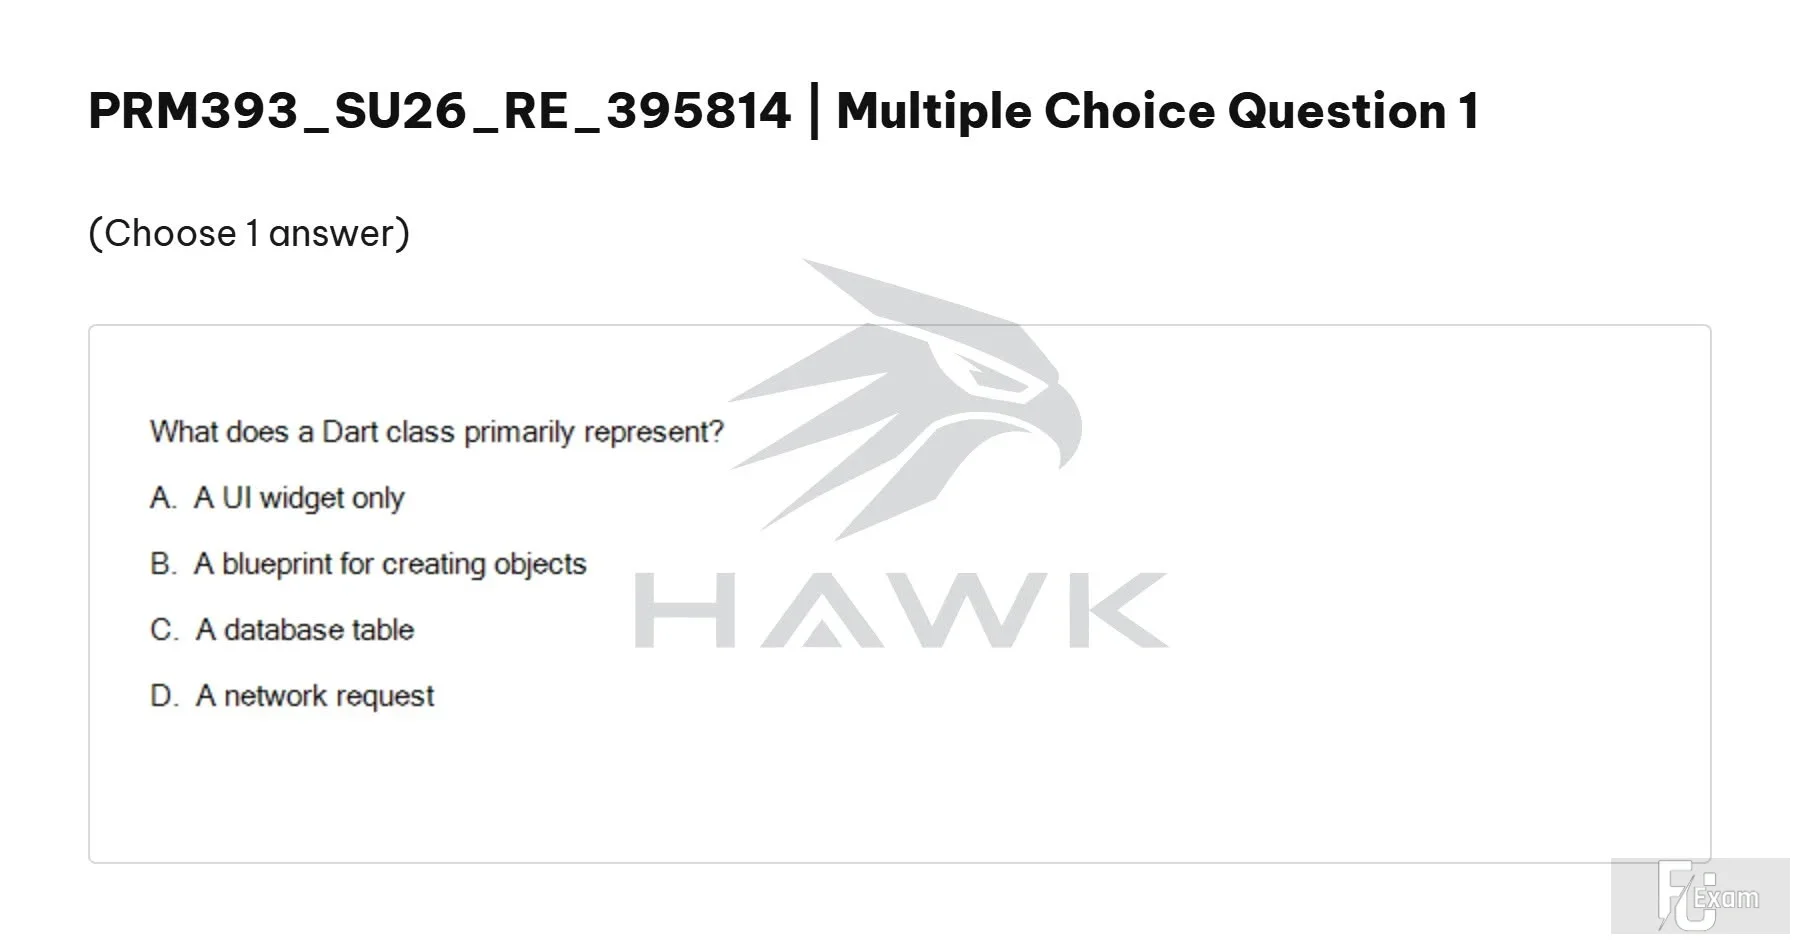 PRM393_SU26_RE_395814 | Multiple Choice Question 1
(Choose 1 answer)
What does a Dart class primarily represent?
A. A UI widget only
B. A blueprint for creating objects
C. A database table
D. A network request
HAWK
FU Exam